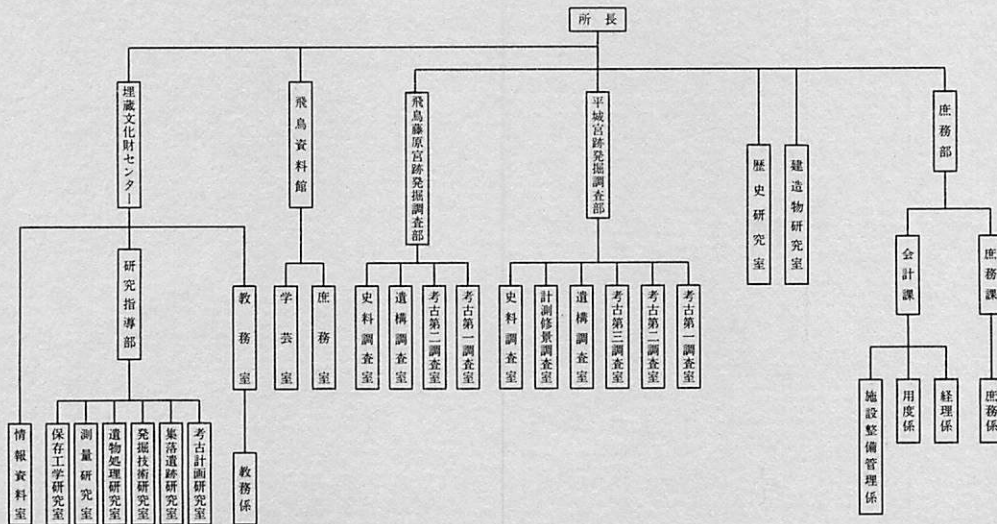 所長
庶務部
庶務課
庶務係
会計課
経理係
用度係
施設整備管理係
建造物研究室
歴史研究室
平城宮跡発掘調査部
考古第一調査室
考古第二調査室
考古第三調査室
遺構調査室
計測修景調査室
史料調査室
飛鳥藤原宮跡発掘調査部
考古第一調査室
考古第二調査室
遺構調査室
史料調査室
飛鳥資料館
庶務室
学芸室
埋蔵文化財センター
教務室
教務係
研究指導部
考古計画研究室
集落遺跡研究室
発掘技術研究室
遺物処理研究室
測量研究室
保存工学研究室
情報資料室